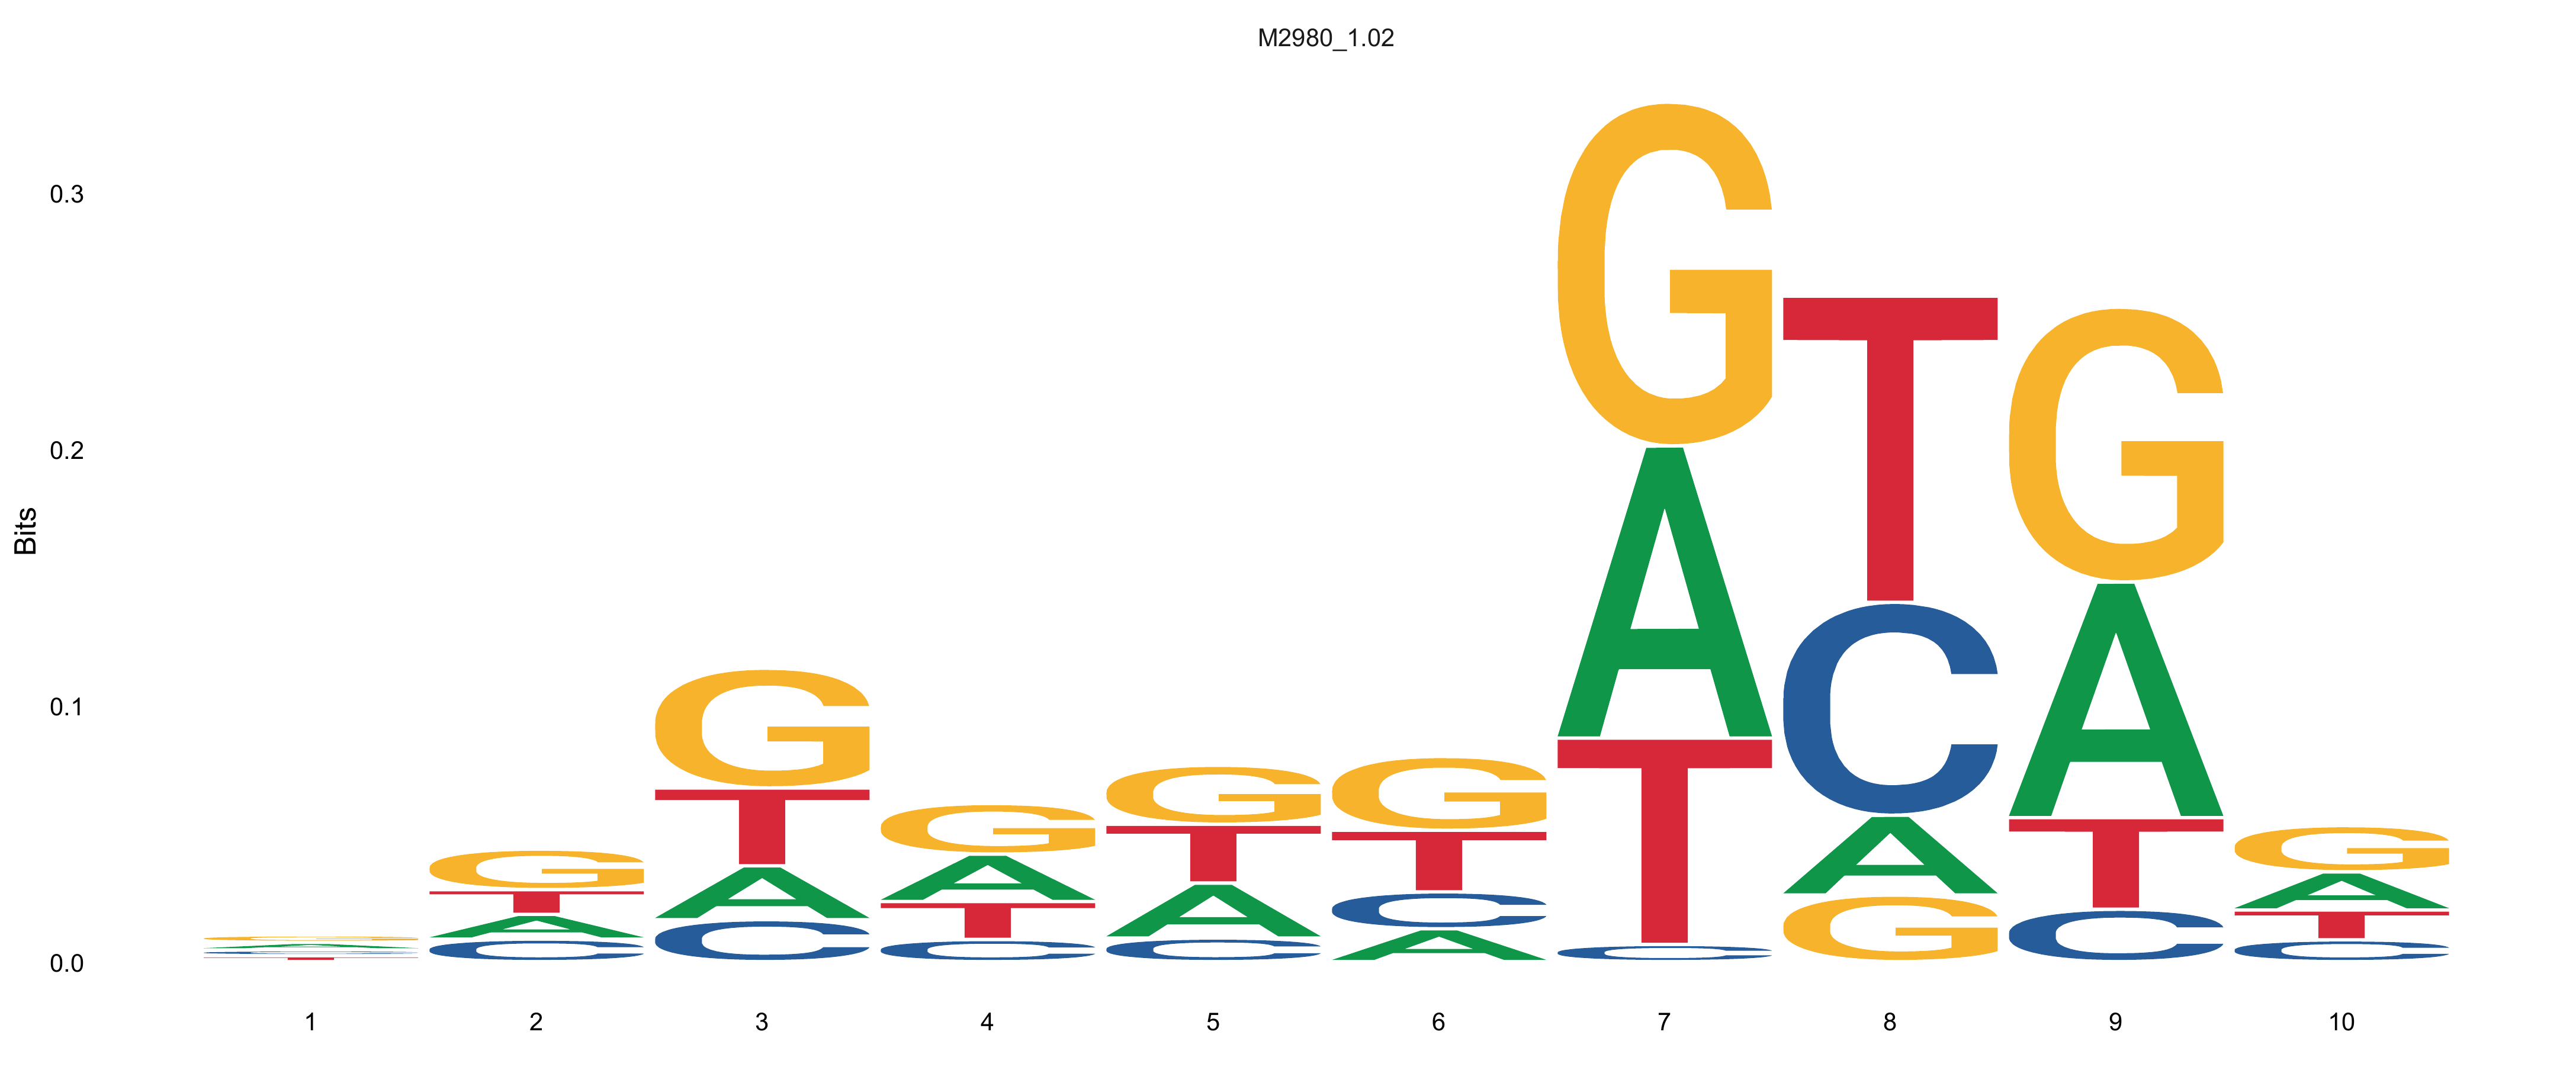 M2980_1.02
0.3
0.2
0.1
0.0
Bits
G G G G G G G T G G
A T T A T T A C A A
C A A T A C T A T T
T C C C C A C G C C
1 2 3 4 5 6 7 8 9 10